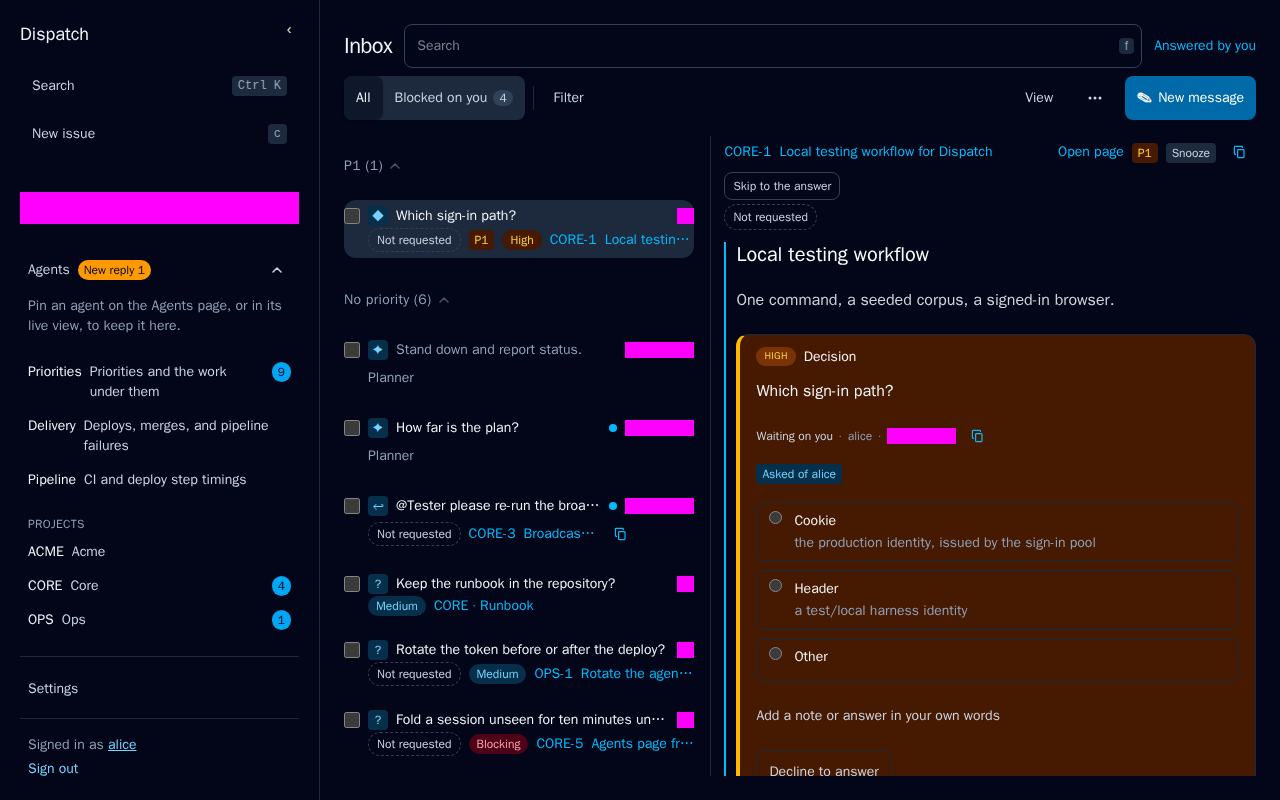 Dispatch
Search Ctrl K
New issue c
Agents New reply 1
Pin an agent on the Agents page, or in its
live view, to keep it here.
Priorities Priorities and the work
under them
9
Delivery Deploys, merges, and pipeline
failures
Pipeline CI and deploy step timings
PROJECTS
ACME Acme
CORE Core 4
OPS Ops 1
Settings
Signed in as alice
Sign out
Inbox Search f Answered by you
All Blocked on you 4 Filter View ··· New message
P1 (1)
Which sign-in path?
Not requested P1 High CORE-1 Local testin···
No priority (6)
Stand down and report status.
Planner
How far is the plan?
Planner
@Tester please re-run the broa···
Not requested CORE-3 Broadcas···
? Keep the runbook in the repository?
Medium CORE · Runbook
? Rotate the token before or after the deploy?
Not requested Medium OPS-1 Rotate the agen···
? Fold a session unseen for ten minutes un···
Not requested Blocking CORE-5 Agents page fr···
CORE-1 Local testing workflow for Dispatch Open page P1 Snooze
Skip to the answer
Not requested
Local testing workflow
One command, a seeded corpus, a signed-in browser.
HIGH Decision
Which sign-in path?
Waiting on you · alice ·
Asked of alice
Cookie
the production identity, issued by the sign-in pool
Header
a test/local harness identity
Other
Add a note or answer in your own words
Decline to answer